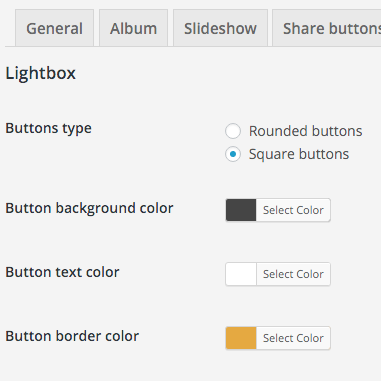 General Album Slideshow Share buttons
Lightbox
Buttons type
Rounded buttons
Square buttons
Button background color Select Color
Button text color Select Color
Button border color Select Color